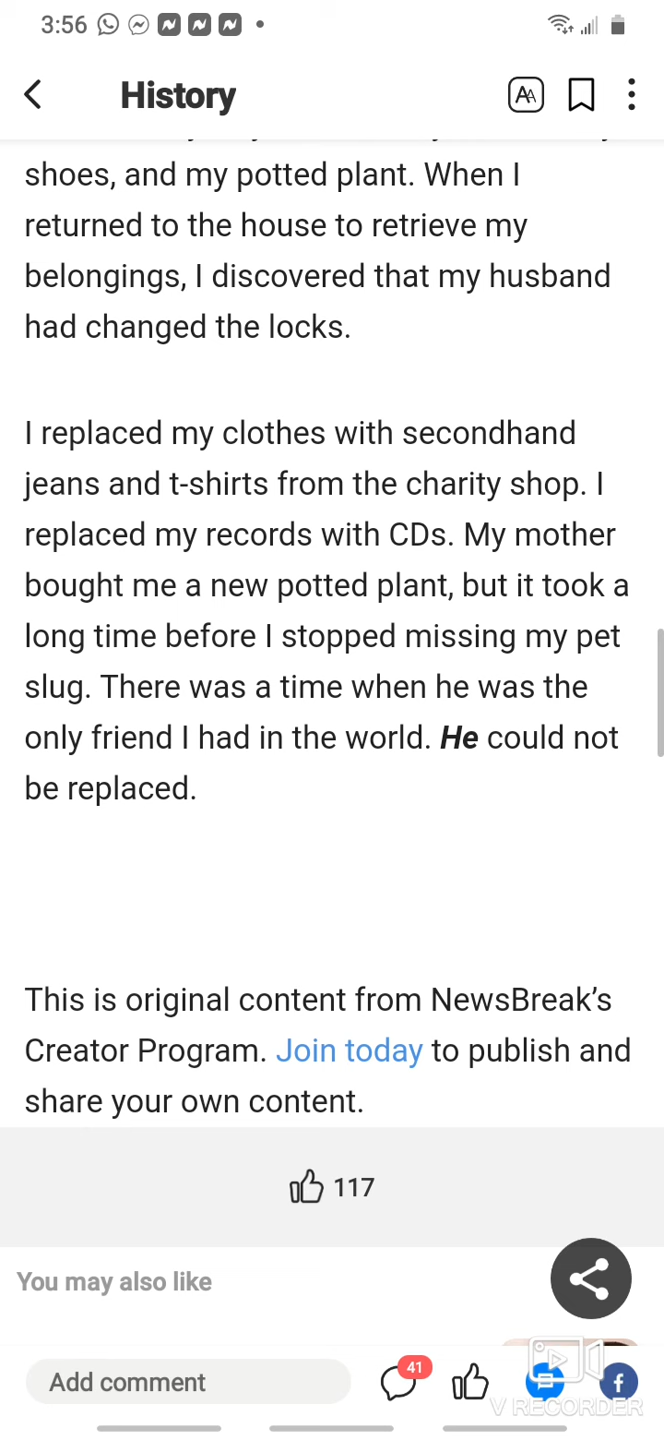 3:56
History
shoes, and my potted plant. When I
returned to the house to retrieve my
belongings, I discovered that my husband
had changed the locks.
I replaced my clothes with secondhand
jeans and t-shirts from the charity shop. I
replaced my records with CDs. My mother
bought me a new potted plant, but it took a
long time before I stopped missing my pet
slug. There was a time when he was the
only friend I had in the world. He could not
be replaced.
This is original content from NewsBreak’s
Creator Program. Join today to publish and
share your own content.
117
You may also like
Add comment
41
V RECORDER